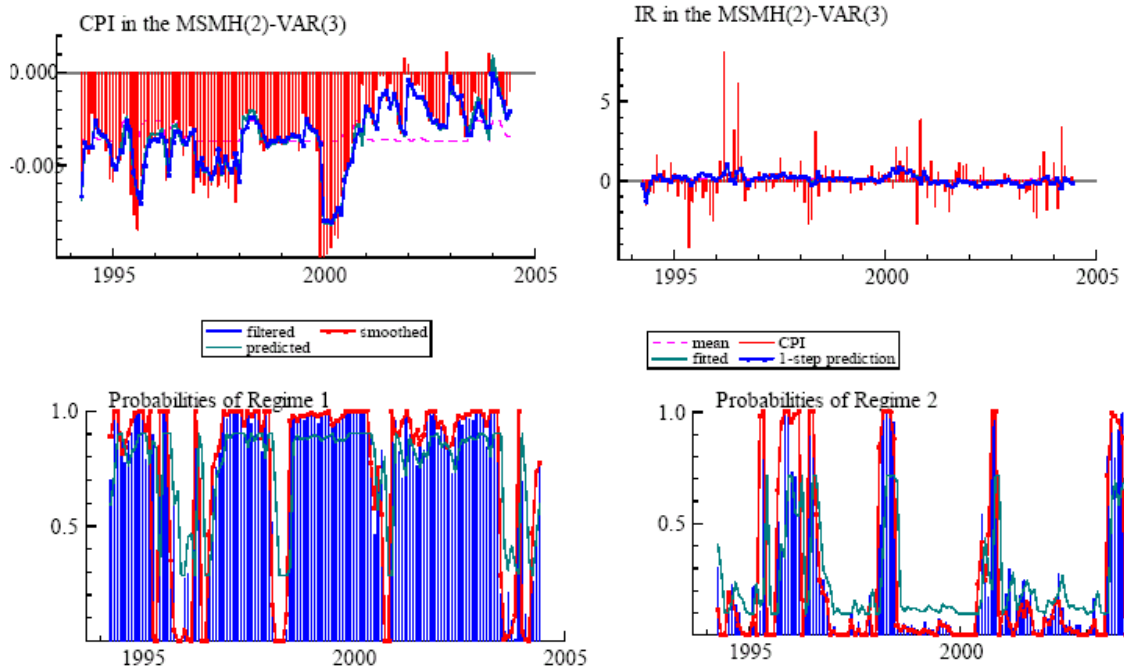 CPI in the MSMH(2)-VAR(3)
0.000
-0.005
1995 2000 2005
IR in the MSMH(2)-VAR(3)
5
0
1995 2000 2005
filtered smoothed
predicted
mean CPI
fitted 1-step prediction
Probabilities of Regime 1
1.0
0.5
1995 2000 2005
Probabilities of Regime 2
1.0
0.5
1995 2000